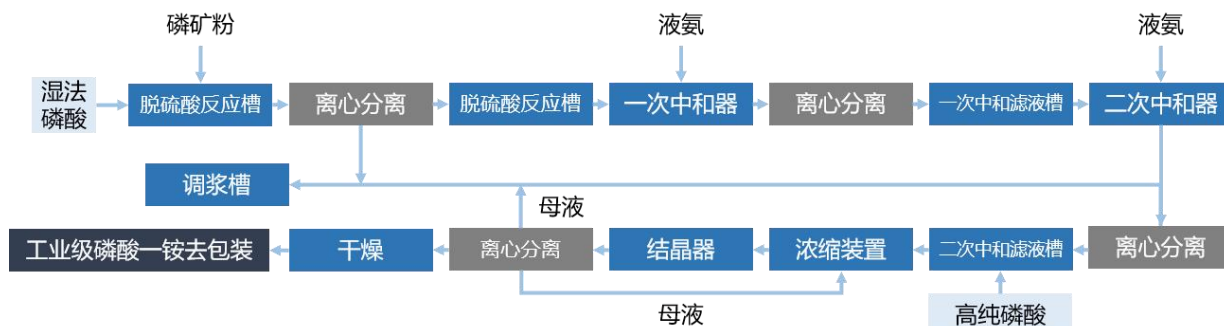 磷矿粉
液氨
液氨
湿法
磷酸
脱硫酸反应槽
离心分离
脱硫酸反应槽
一次中和器
离心分离
一次中和滤液槽
二次中和器
调浆槽
母液
工业级磷酸一铵去包装
干燥
离心分离
结晶器
浓缩装置
二次中和滤液槽
离心分离
母液
高纯磷酸